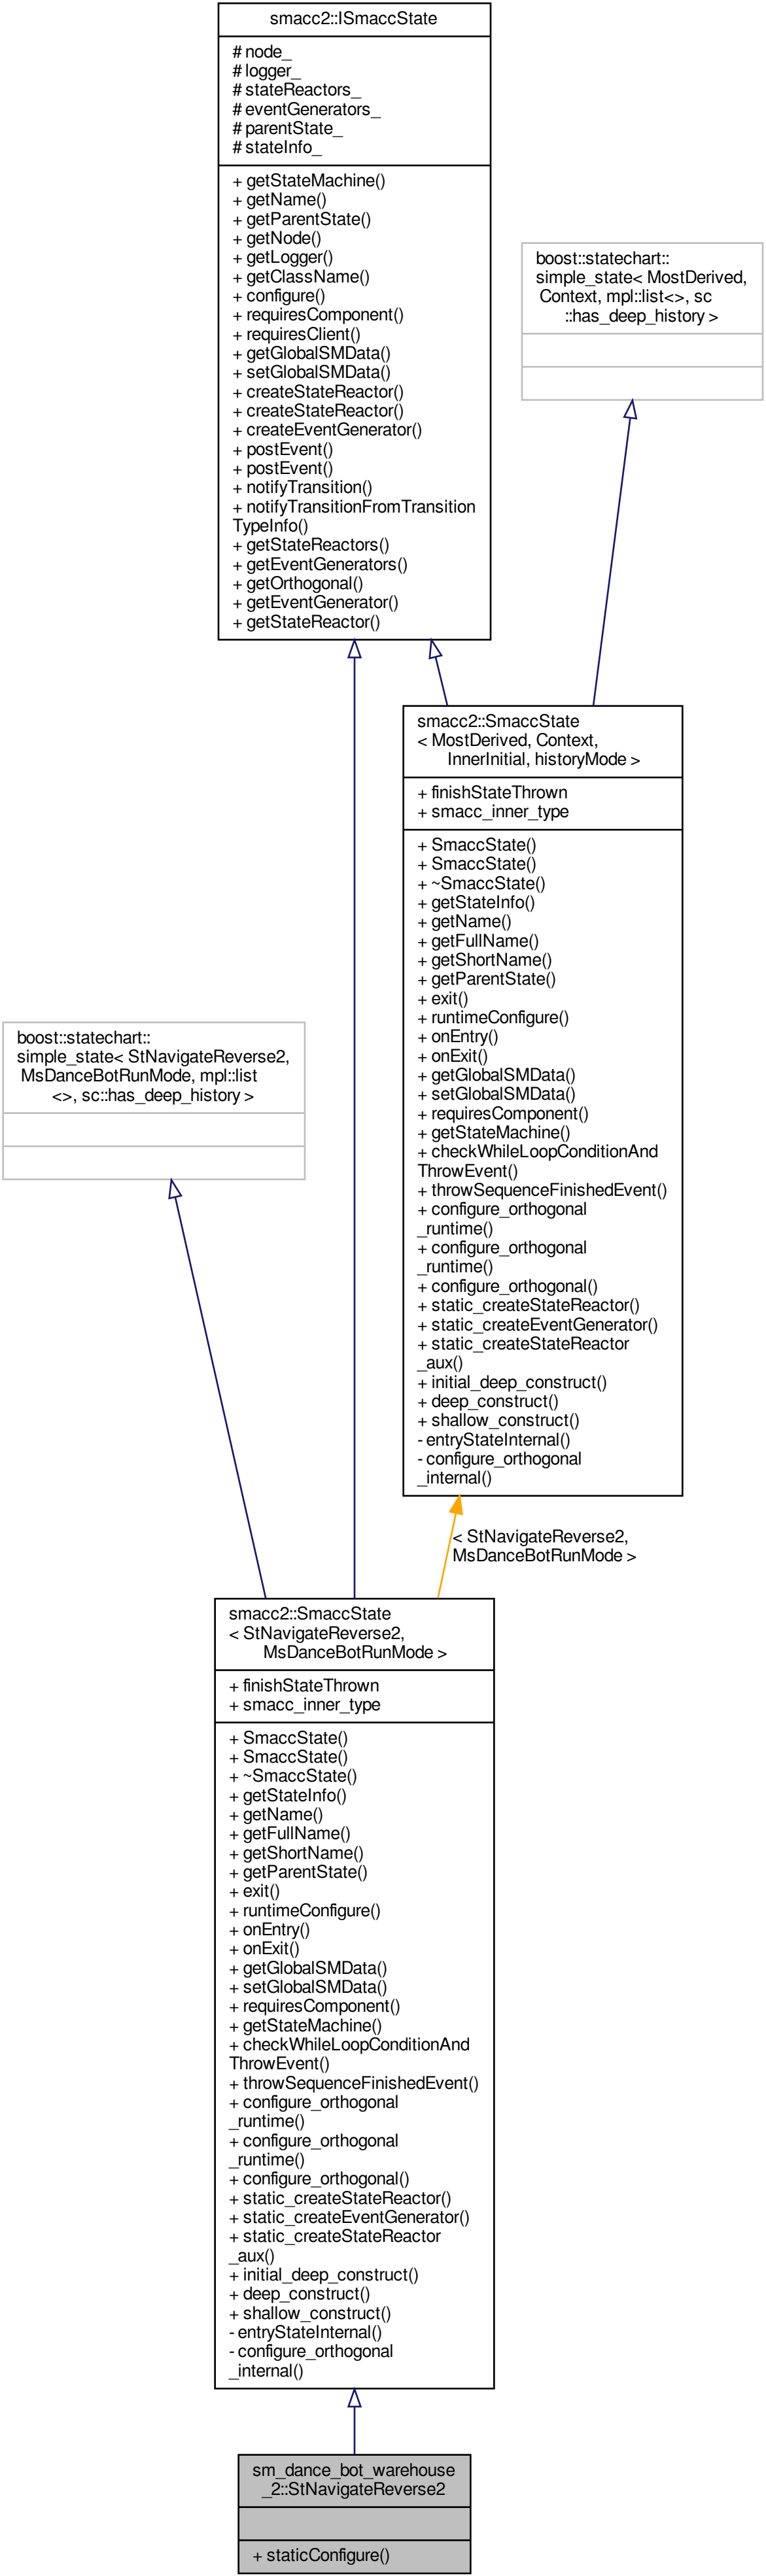 smacc2::ISmaccState
# node_
# logger_
# stateReactors_
# eventGenerators_
# parentState_
# stateInfo_
+ getStateMachine()
+ getName()
+ getParentState()
+ getNode()
+ getLogger()
+ getClassName()
+ configure()
+ requiresComponent()
+ requiresClient()
+ getGlobalSMData()
+ setGlobalSMData()
+ createStateReactor()
+ createStateReactor()
+ createEventGenerator()
+ postEvent()
+ postEvent()
+ notifyTransition()
+ notifyTransitionFromTransition
TypeInfo()
+ getStateReactors()
+ getEventGenerators()
+ getOrthogonal()
+ getEventGenerator()
+ getStateReactor()
boost::statechart::
simple_state< MostDerived,
Context, mpl::list<>, sc
::has_deep_history >
smacc2::SmaccState
< MostDerived, Context,
InnerInitial, historyMode >
+ finishStateThrown
+ smacc_inner_type
+ SmaccState()
+ SmaccState()
+ ~SmaccState()
+ getStateInfo()
+ getName()
+ getFullName()
+ getShortName()
+ getParentState()
+ exit()
+ runtimeConfigure()
+ onEntry()
+ onExit()
+ getGlobalSMData()
+ setGlobalSMData()
+ requiresComponent()
+ getStateMachine()
+ checkWhileLoopConditionAnd
ThrowEvent()
+ throwSequenceFinishedEvent()
+ configure_orthogonal
_runtime()
+ configure_orthogonal
_runtime()
+ configure_orthogonal()
+ static_createStateReactor()
+ static_createEventGenerator()
+ static_createStateReactor
_aux()
+ initial_deep_construct()
+ deep_construct()
+ shallow_construct()
- entryStateInternal()
- configure_orthogonal
_internal()
boost::statechart::
simple_state< StNavigateReverse2,
MsDanceBotRunMode, mpl::list
<>, sc::has_deep_history >
< StNavigateReverse2,
MsDanceBotRunMode >
smacc2::SmaccState
< StNavigateReverse2,
MsDanceBotRunMode >
+ finishStateThrown
+ smacc_inner_type
+ SmaccState()
+ SmaccState()
+ ~SmaccState()
+ getStateInfo()
+ getName()
+ getFullName()
+ getShortName()
+ getParentState()
+ exit()
+ runtimeConfigure()
+ onEntry()
+ onExit()
+ getGlobalSMData()
+ setGlobalSMData()
+ requiresComponent()
+ getStateMachine()
+ checkWhileLoopConditionAnd
ThrowEvent()
+ throwSequenceFinishedEvent()
+ configure_orthogonal
_runtime()
+ configure_orthogonal
_runtime()
+ configure_orthogonal()
+ static_createStateReactor()
+ static_createEventGenerator()
+ static_createStateReactor
_aux()
+ initial_deep_construct()
+ deep_construct()
+ shallow_construct()
- entryStateInternal()
- configure_orthogonal
_internal()
sm_dance_bot_warehouse
_2::StNavigateReverse2
+ staticConfigure()